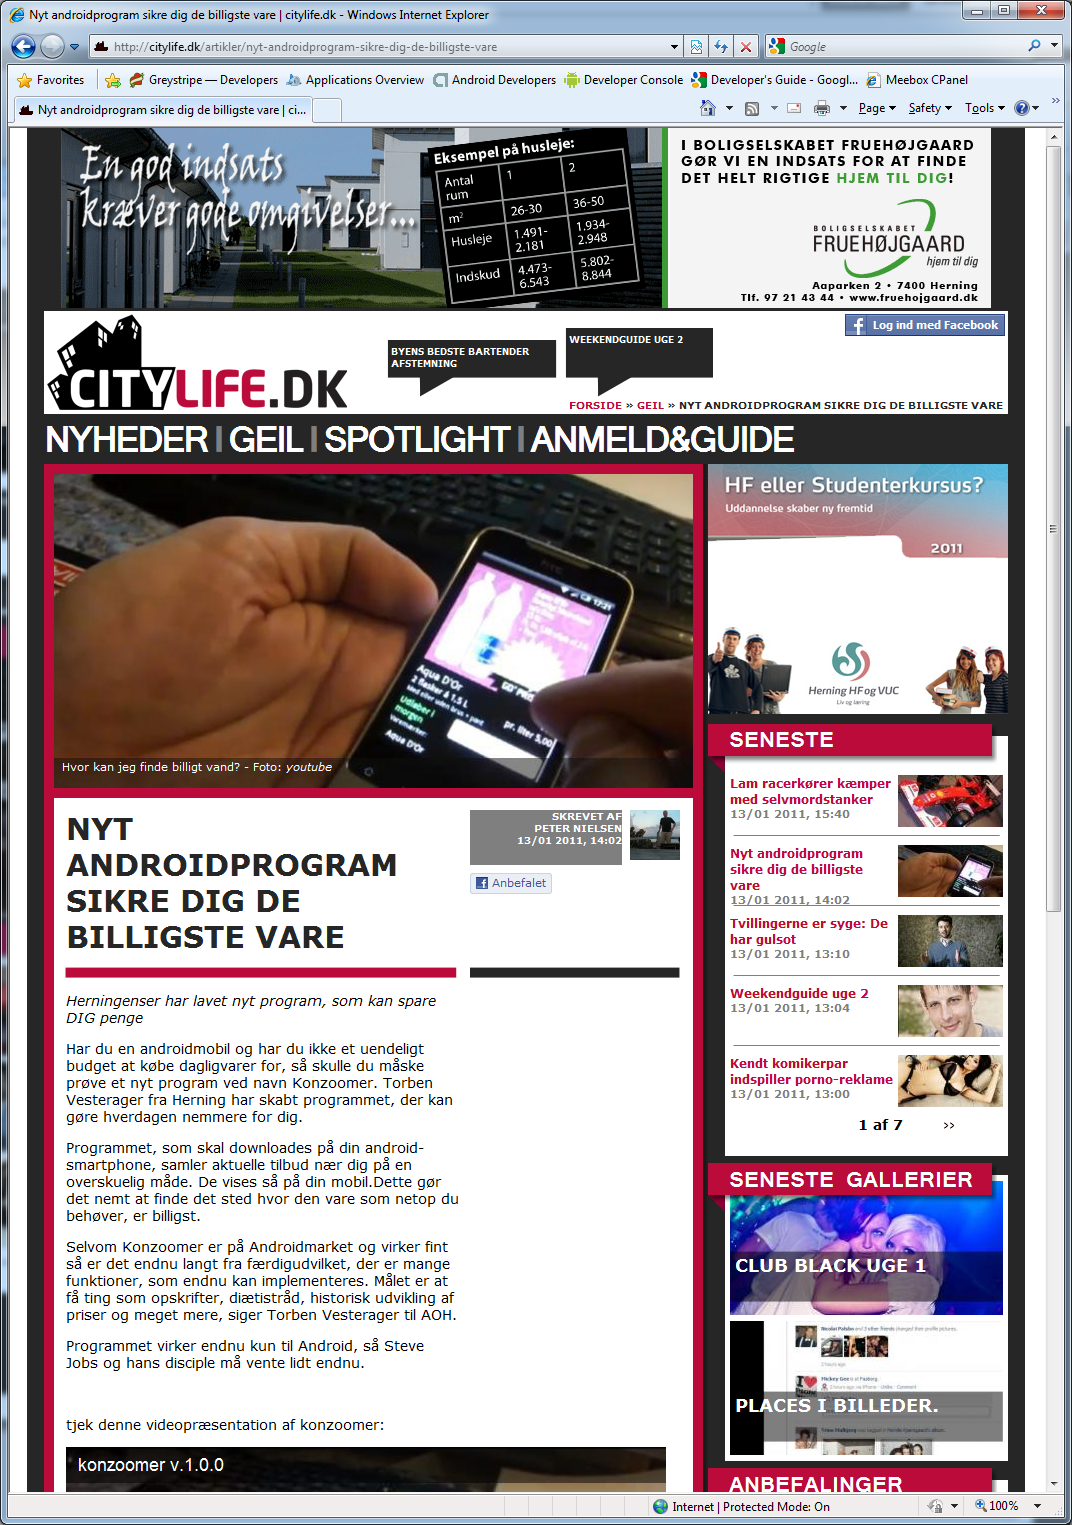 Nyt androidprogram sikre dig de billigste vare | citylife.dk - Windows Internet Explorer
http://citylife.dk/artikler/nyt-androidprogram-sikre-dig-de-billigste-vare
Google
Favorites
Greystripe — Developers
Applications Overview
Android Developers
Developer Console
Developer's Guide - Googl...
Meebox CPanel
Nyt androidprogram sikre dig de billigste vare | ci...
Page
Safety
Tools
En god indsats
kræver gode omgivelser...
Eksempel på husleje:
Antal rum 1 2
m² 26-30 36-50
Husleje 1.491-2.181 1.934-2.948
Indskud 4.473-6.543 5.802-8.844
I BOLIGSELSKABET FRUEHØJGAARD
GØR VI EN INDSATS FOR AT FINDE
DET HELT RIGTIGE HJEM TIL DIG!
BOLIGSELSKABET
FRUEHØJGAARD
hjem til dig
Aaparken 2 • 7400 Herning
Tlf. 97 21 43 44 • www.fruehojgaard.dk
CITYLIFE.DK
BYENS BEDSTE BARTENDER
AFSTEMNING
WEEKENDGUIDE UGE 2
Log ind med Facebook
FORSIDE » GEIL » NYT ANDROIDPROGRAM SIKRE DIG DE BILLIGSTE VARE
NYHEDER | GEIL | SPOTLIGHT | ANMELD&GUIDE
17:21
Aqua D'Or
2 flasker á 1,5 L
Udløber i
morgen
Varemærker:
Aqua D'Or
pr. liter 5,00
Hvor kan jeg finde billigt vand? - Foto: youtube
HF eller Studenterkursus?
Uddannelse skaber ny fremtid
2011
Herning HF og VUC
Liv og læring
NYT
ANDROIDPROGRAM
SIKRE DIG DE
BILLIGSTE VARE
SKREVET AF
PETER NIELSEN
13/01 2011, 14:02
Anbefalet
Herningenser har lavet nyt program, som kan spare
DIG penge
Har du en androidmobil og har du ikke et uendeligt
budget at købe dagligvarer for, så skulle du måske
prøve et nyt program ved navn Konzoomer. Torben
Vesterager fra Herning har skabt programmet, der kan
gøre hverdagen nemmere for dig.
Programmet, som skal downloades på din android-
smartphone, samler aktuelle tilbud nær dig på en
overskuelig måde. De vises så på din mobil.Dette gør
det nemt at finde det sted hvor den vare som netop du
behøver, er billigst.
Selvom Konzoomer er på Androidmarket og virker fint
så er det endnu langt fra færdigudvilket, der er mange
funktioner, som endnu kan implementeres. Målet er at
få ting som opskrifter, diætistråd, historisk udvikling af
priser og meget mere, siger Torben Vesterager til AOH.
Programmet virker endnu kun til Android, så Steve
Jobs og hans disciple må vente lidt endnu.
tjek denne videopræsentation af konzoomer:
konzoomer v.1.0.0
SENESTE
Lam racerkører kæmper
med selvmordstanker
13/01 2011, 15:40
Nyt androidprogram
sikre dig de billigste
vare
13/01 2011, 14:02
Tvillingerne er syge: De
har gulsot
13/01 2011, 13:10
Weekendguide uge 2
13/01 2011, 13:04
Kendt komikerpar
indspiller porno-reklame
13/01 2011, 13:00
1 af 7 >>
SENESTE GALLERIER
CLUB BLACK UGE 1
PLACES I BILLEDER.
ANBEFALINGER
Internet | Protected Mode: On
100%